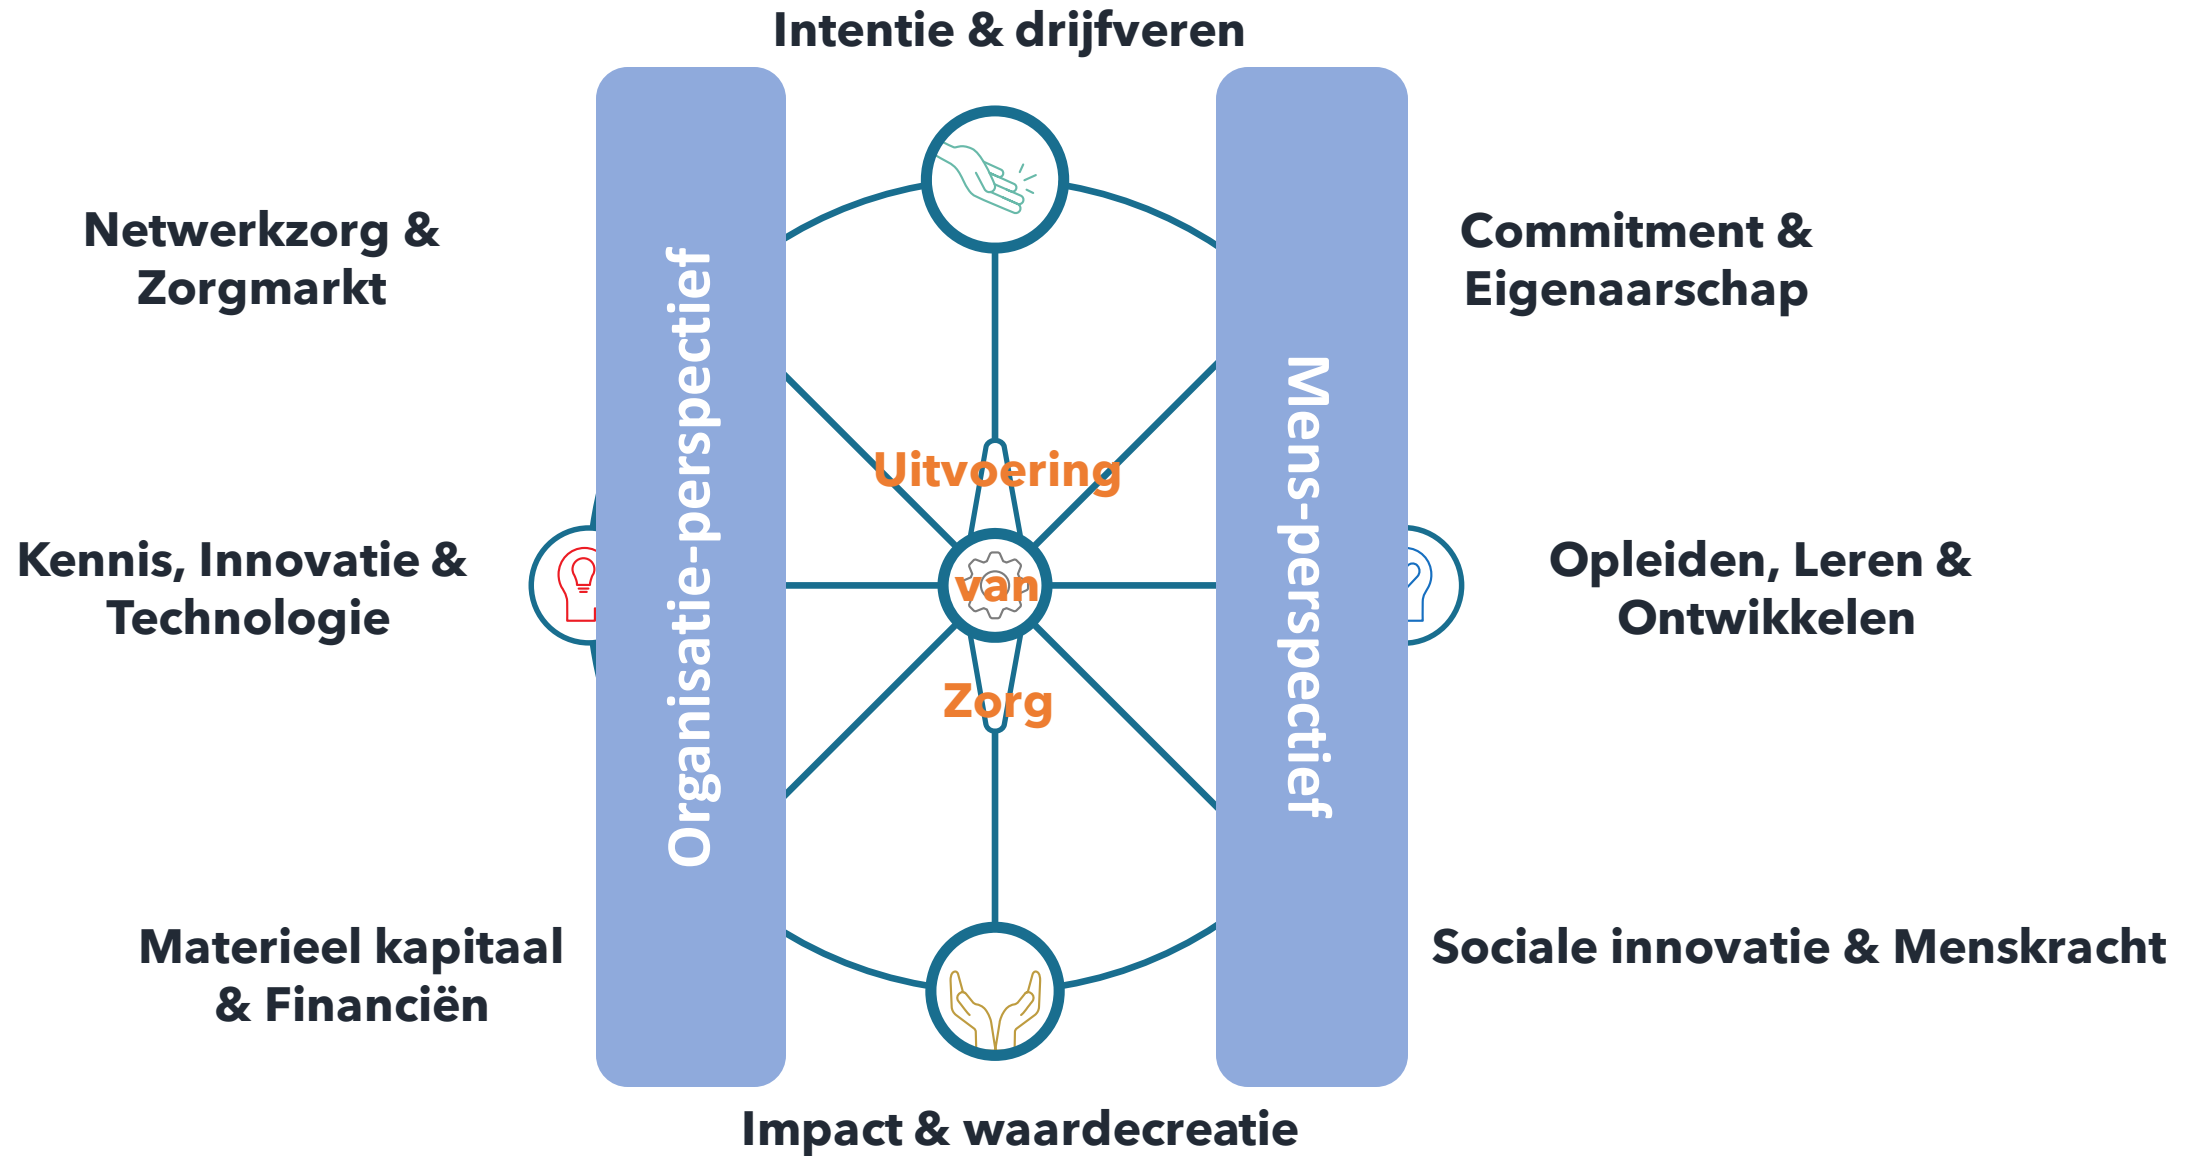 Intentie & drijfveren
Netwerkzorg &
Zorgmarkt
Commitment &
Eigenaarschap
Organisatie-perspectief
Mens-perspectief
Uitvoering
van
Zorg
Kennis, Innovatie &
Technologie
Opleiden, Leren &
Ontwikkelen
Materieel kapitaal
& Financiën
Sociale innovatie & Menskracht
Impact & waardecreatie